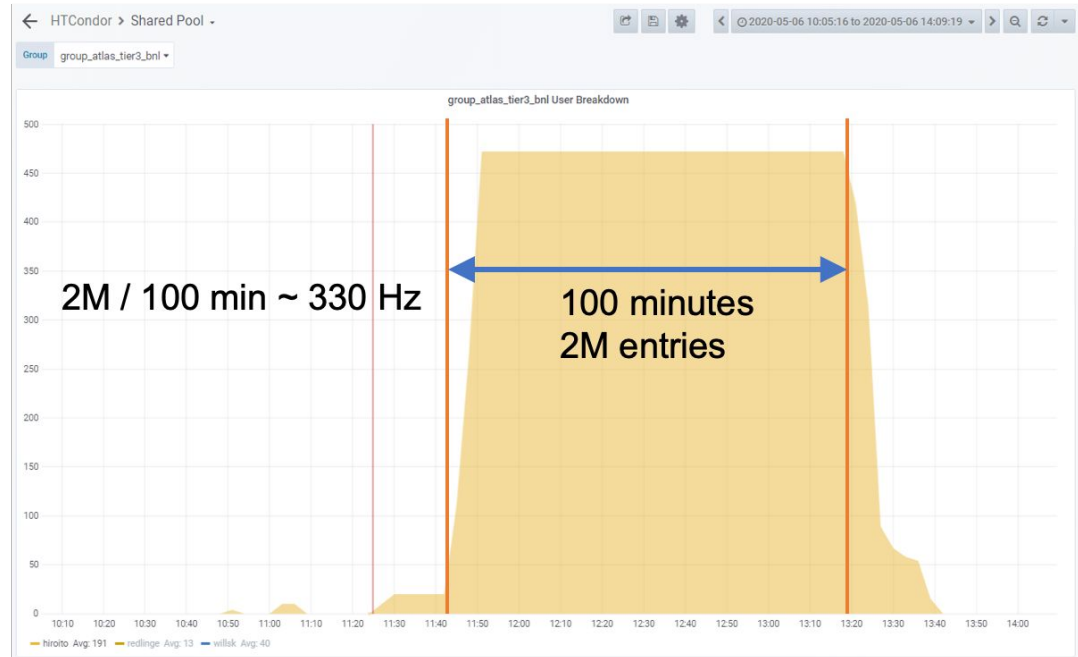 HTCondor > Shared Pool
2020-05-06 10:05:16 to 2020-05-06 14:09:19
Group group_atlas_tier3_bnl
group_atlas_tier3_bnl User Breakdown
500
450
400
350
300
250
200
150
100
50
0
2M / 100 min ~ 330 Hz
100 minutes
2M entries
10:10 10:20 10:30 10:40 10:50 11:00 11:10 11:20 11:30 11:40 11:50 12:00 12:10 12:20 12:30 12:40 12:50 13:00 13:10 13:20 13:30 13:40 13:50 14:00
hiroito Avg: 191 redlinge Avg: 13 willsk Avg: 40